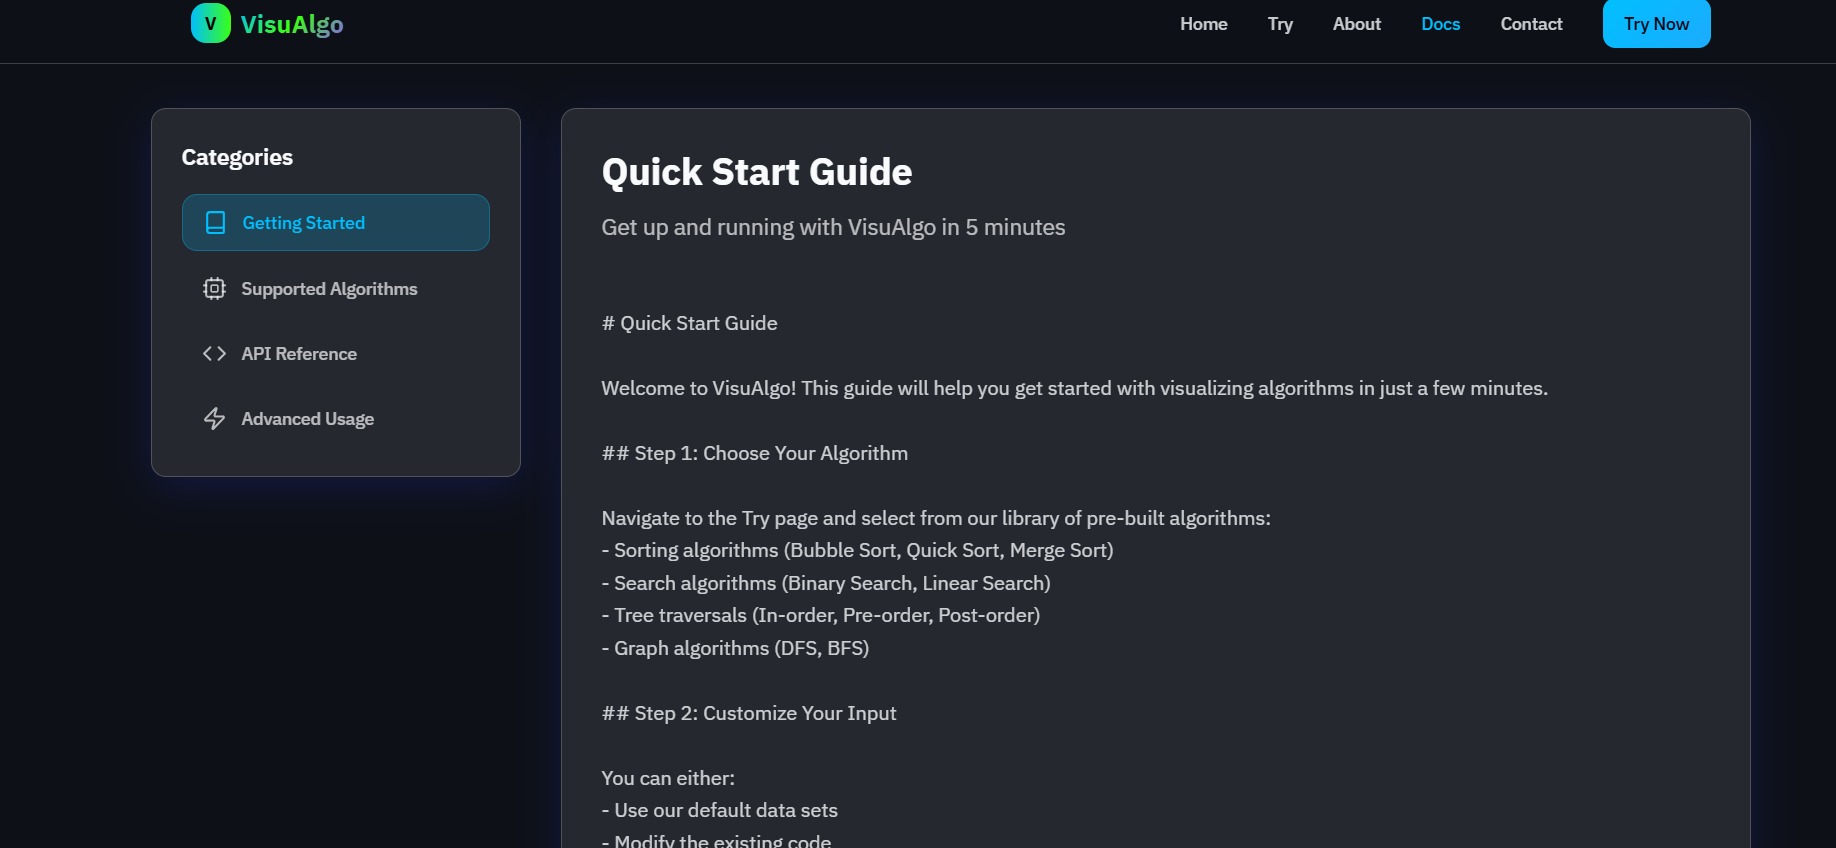 V VisuAlgo
Home Try About Docs Contact Try Now
Categories
Getting Started
Supported Algorithms
API Reference
Advanced Usage
Quick Start Guide
Get up and running with VisuAlgo in 5 minutes
# Quick Start Guide
Welcome to VisuAlgo! This guide will help you get started with visualizing algorithms in just a few minutes.
## Step 1: Choose Your Algorithm
Navigate to the Try page and select from our library of pre-built algorithms:
- Sorting algorithms (Bubble Sort, Quick Sort, Merge Sort)
- Search algorithms (Binary Search, Linear Search)
- Tree traversals (In-order, Pre-order, Post-order)
- Graph algorithms (DFS, BFS)
## Step 2: Customize Your Input
You can either:
- Use our default data sets
- Modify the existing code